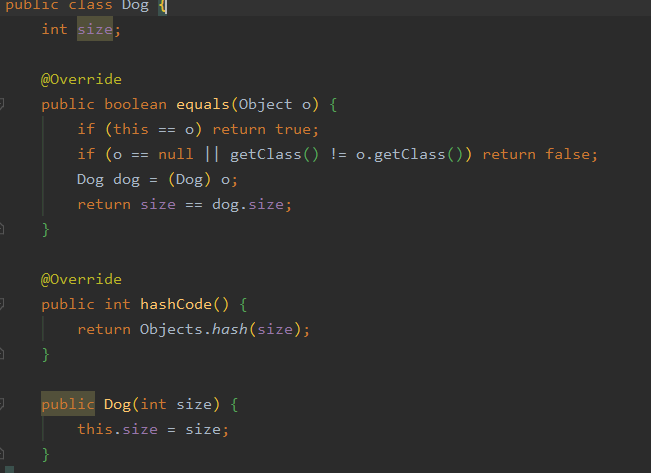 public class Dog {
int size;
@Override
public boolean equals(Object o) {
if (this == o) return true;
if (o == null || getClass() != o.getClass()) return false;
Dog dog = (Dog) o;
return size == dog.size;
}
@Override
public int hashCode() {
return Objects.hash(size);
}
public Dog(int size) {
this.size = size;
}